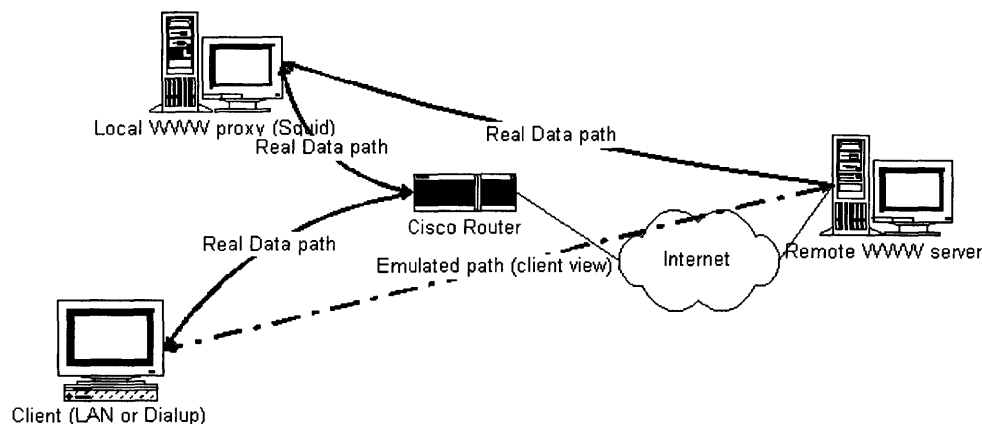 Local WWW proxy (Squid)
Real Data path
Real Data path
Cisco Router
Real Data path
Emulated path (client view)
Internet
Remote WWW server
Client (LAN or Dialup)